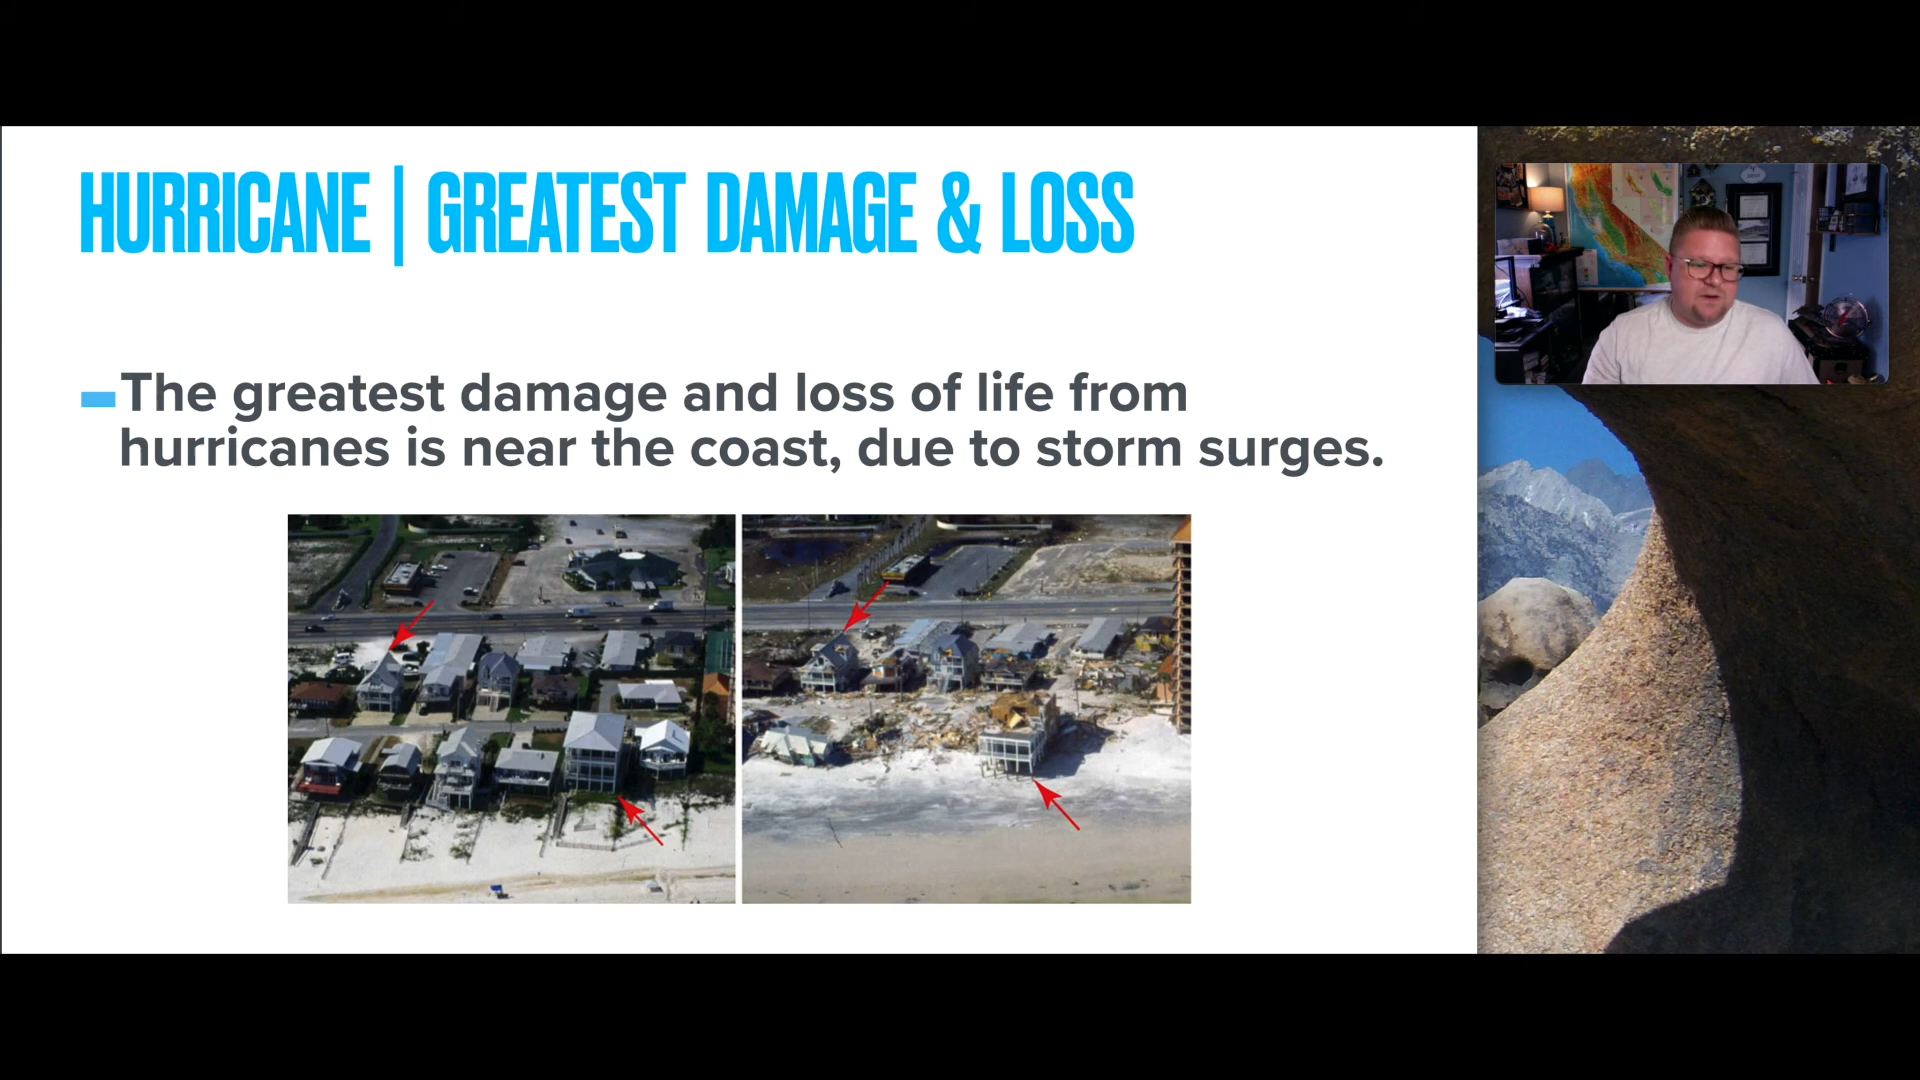 HURRICANE | GREATEST DAMAGE & LOSS
The greatest damage and loss of life from
hurricanes is near the coast, due to storm surges.